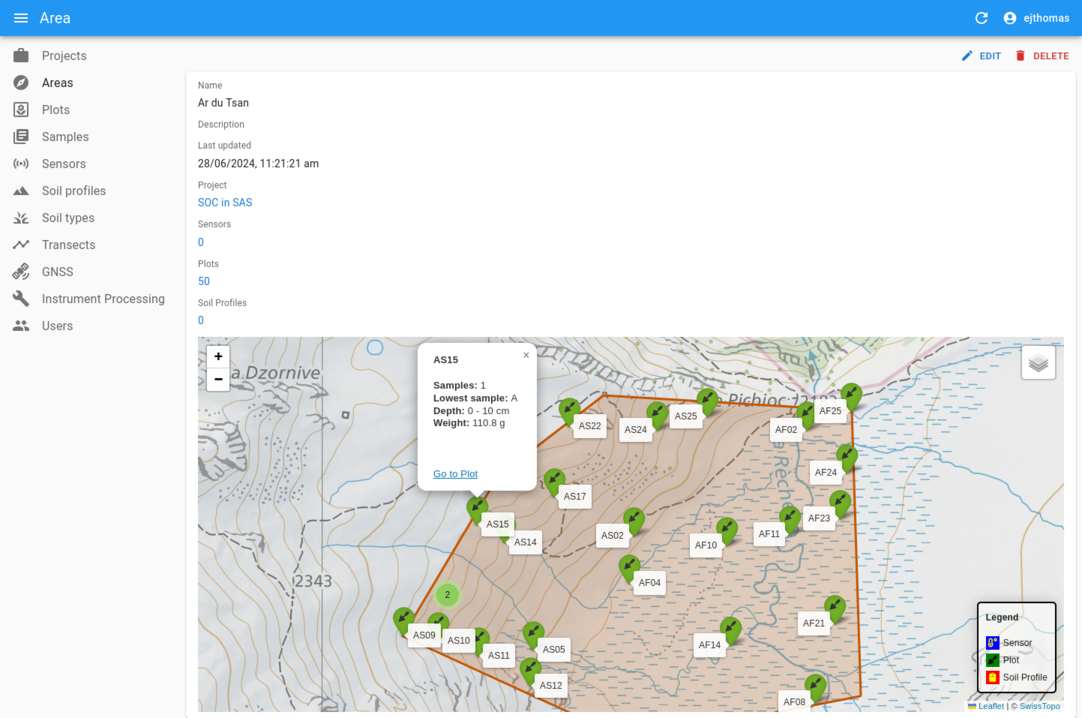 Area
ejthomas
Projects
Areas
Plots
Samples
Sensors
Soil profiles
Soil types
Transects
GNSS
Instrument Processing
Users
EDIT
DELETE
Name
Ar du Tsan
Description
Last updated
28/06/2024, 11:21:21 am
Project
SOC in SAS
Sensors
0
Plots
50
Soil Profiles
0
+
−
a Dzornive
AS15
×
Samples: 1
Lowest sample: A
Depth: 0 - 10 cm
Weight: 110.8 g
Go to Plot
Pichioc
AS22
AS24
AS25
AF02
AF25
AF24
AS17
AS15
AS14
AS02
AF10
AF11
AF23
AF04
2343
2
AS09
AS10
AS11
AS05
AS12
AF14
AF21
AF08
Rech
Legend
Sensor
Plot
Soil Profile
Leaflet | © SwissTopo